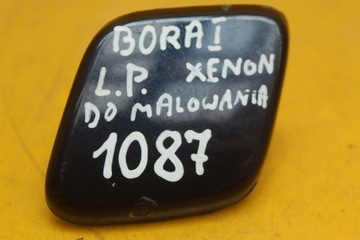 BORA I
L.P. XENON
DO MALOWANIA
1087